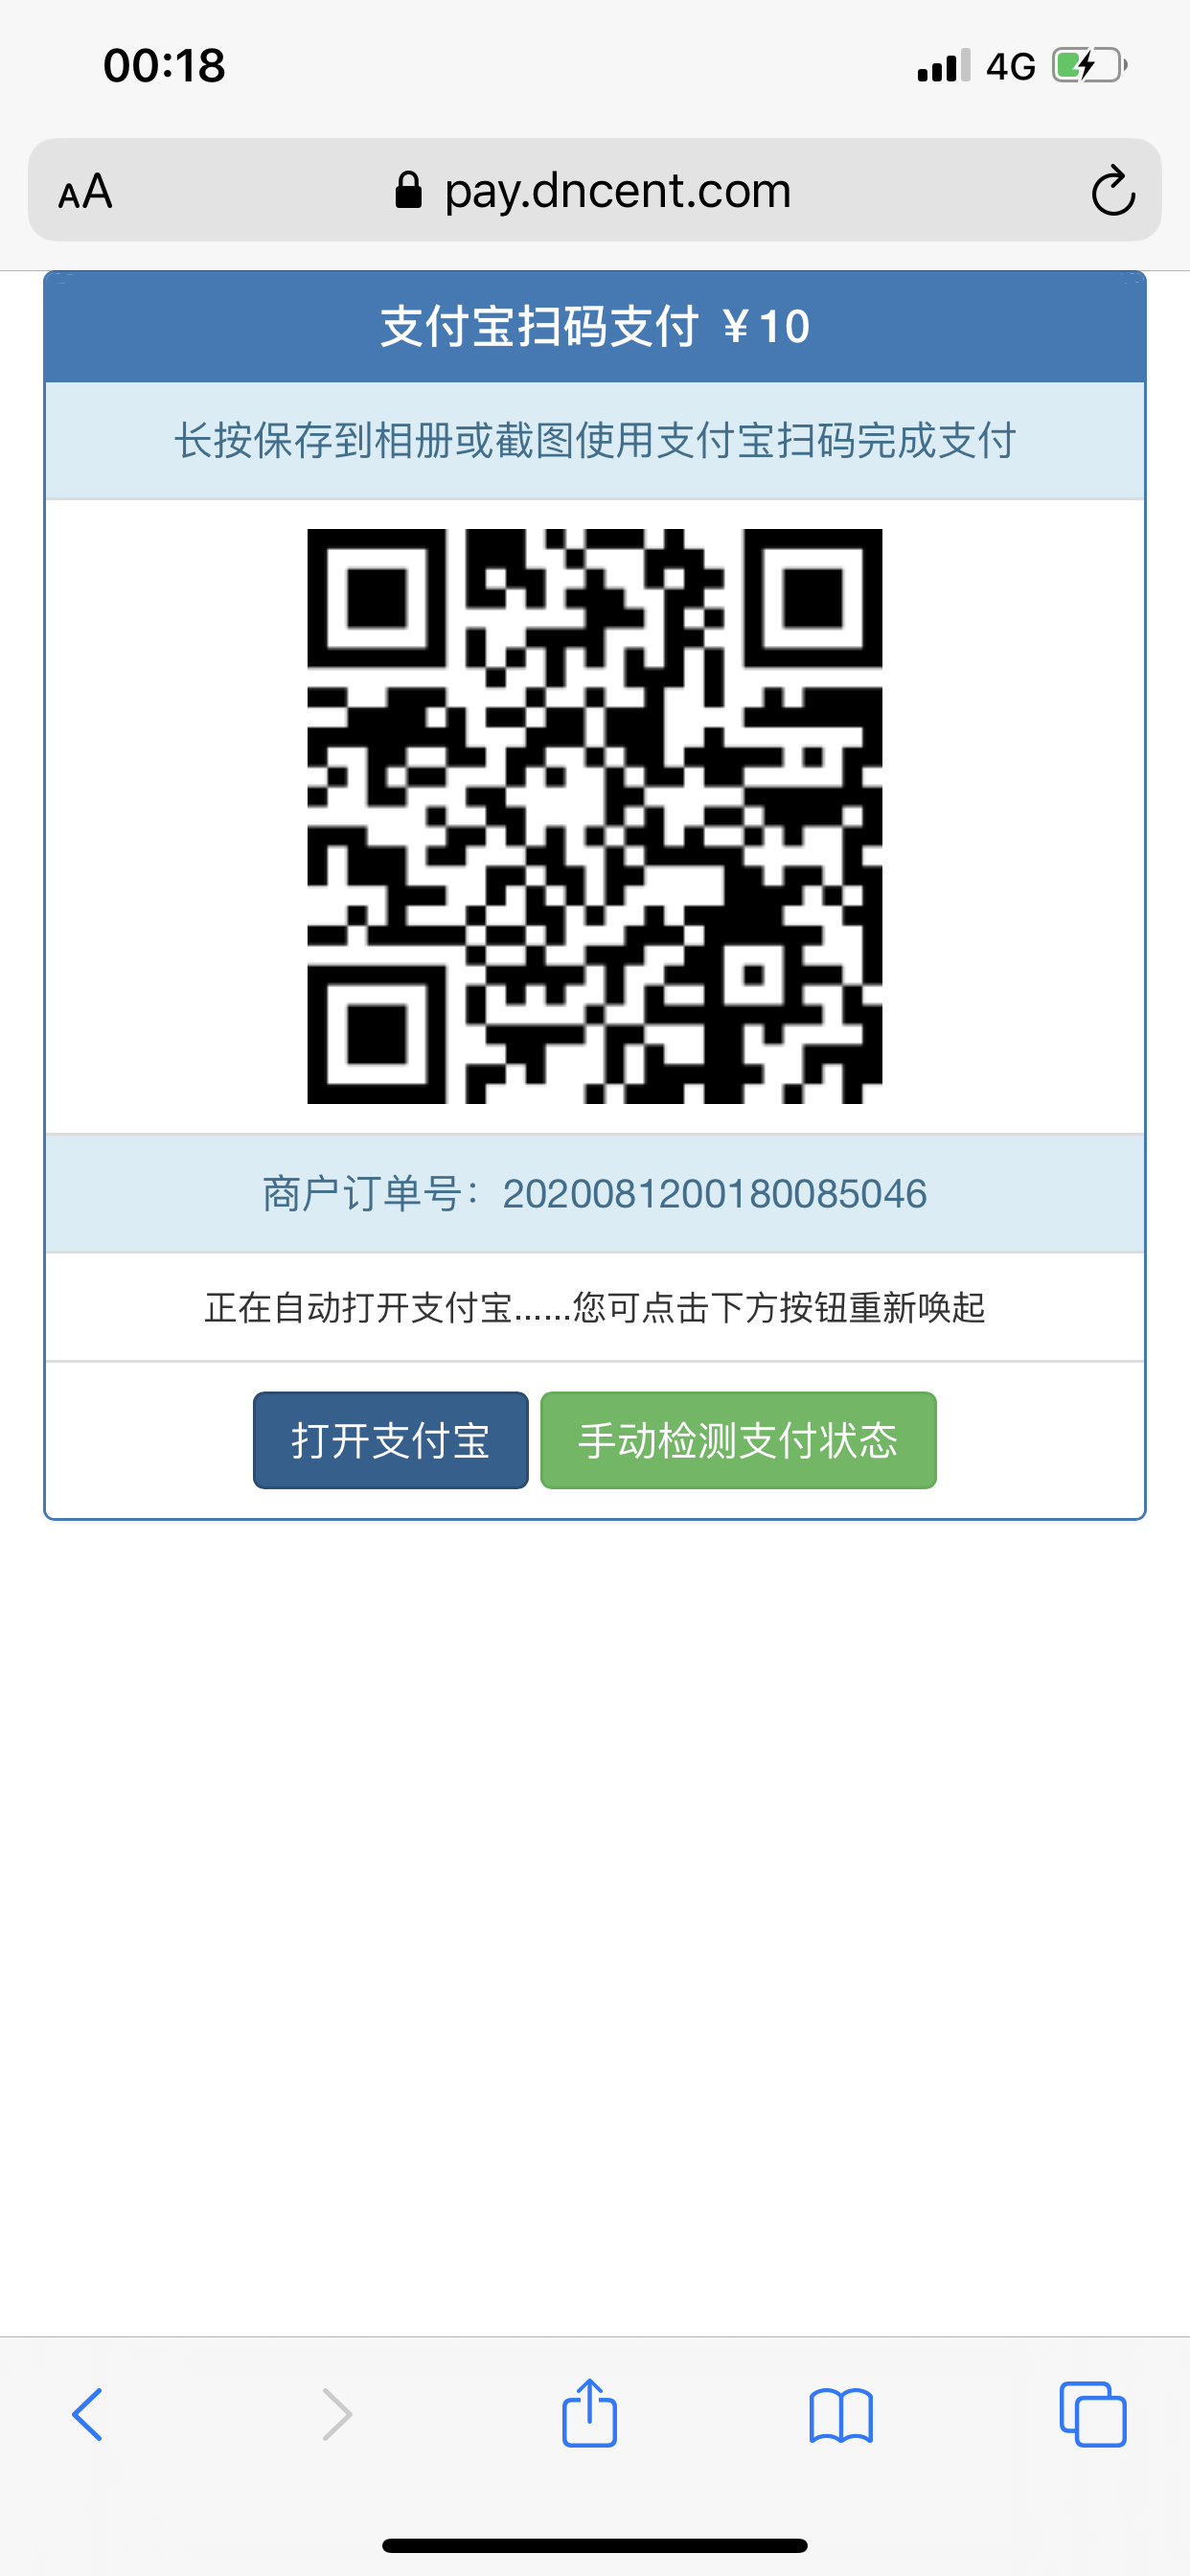 00:18
4G
AA
pay.dncent.com
支付宝扫码支付 ￥10
长按保存到相册或截图使用支付宝扫码完成支付
商户订单号：2020081200180085046
正在自动打开支付宝......您可点击下方按钮重新唤起
打开支付宝
手动检测支付状态